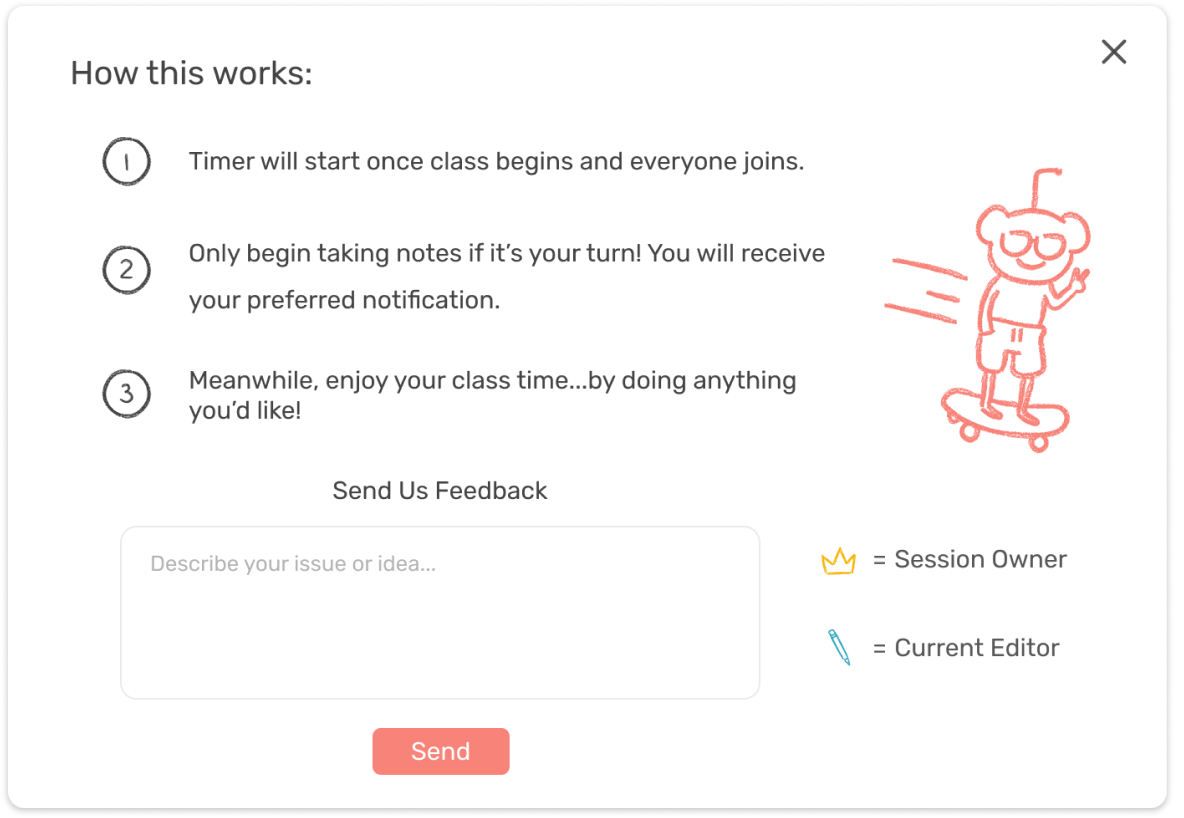 How this works:
1
Timer will start once class begins and everyone joins.
2
Only begin taking notes if it’s your turn! You will receive
your preferred notification.
3
Meanwhile, enjoy your class time...by doing anything
you’d like!
Send Us Feedback
Describe your issue or idea...
= Session Owner
= Current Editor
Send